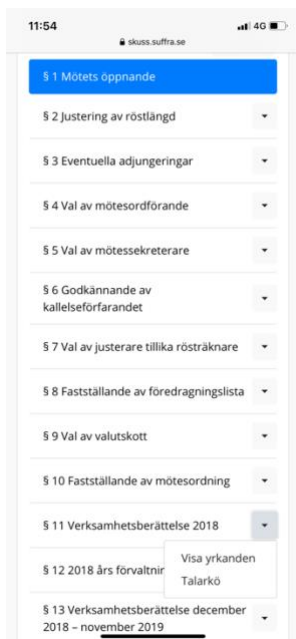 11:54
4G
skuss.suffra.se
§ 1 Mötets öppnande
§ 2 Justering av röstlängd
§ 3 Eventuella adjungeringar
§ 4 Val av mötesordförande
§ 5 Val av mötessekreterare
§ 6 Godkännande av
kallelseförfarandet
§ 7 Val av justerare tillika rösträknare
§ 8 Fastställande av föredragningslista
§ 9 Val av valutskott
§ 10 Fastställande av mötesordning
§ 11 Verksamhetsberättelse 2018
Visa yrkanden
Talarkö
§ 12 2018 års
§ 13 Verksamhetsberättelse december
2018 – november 2019